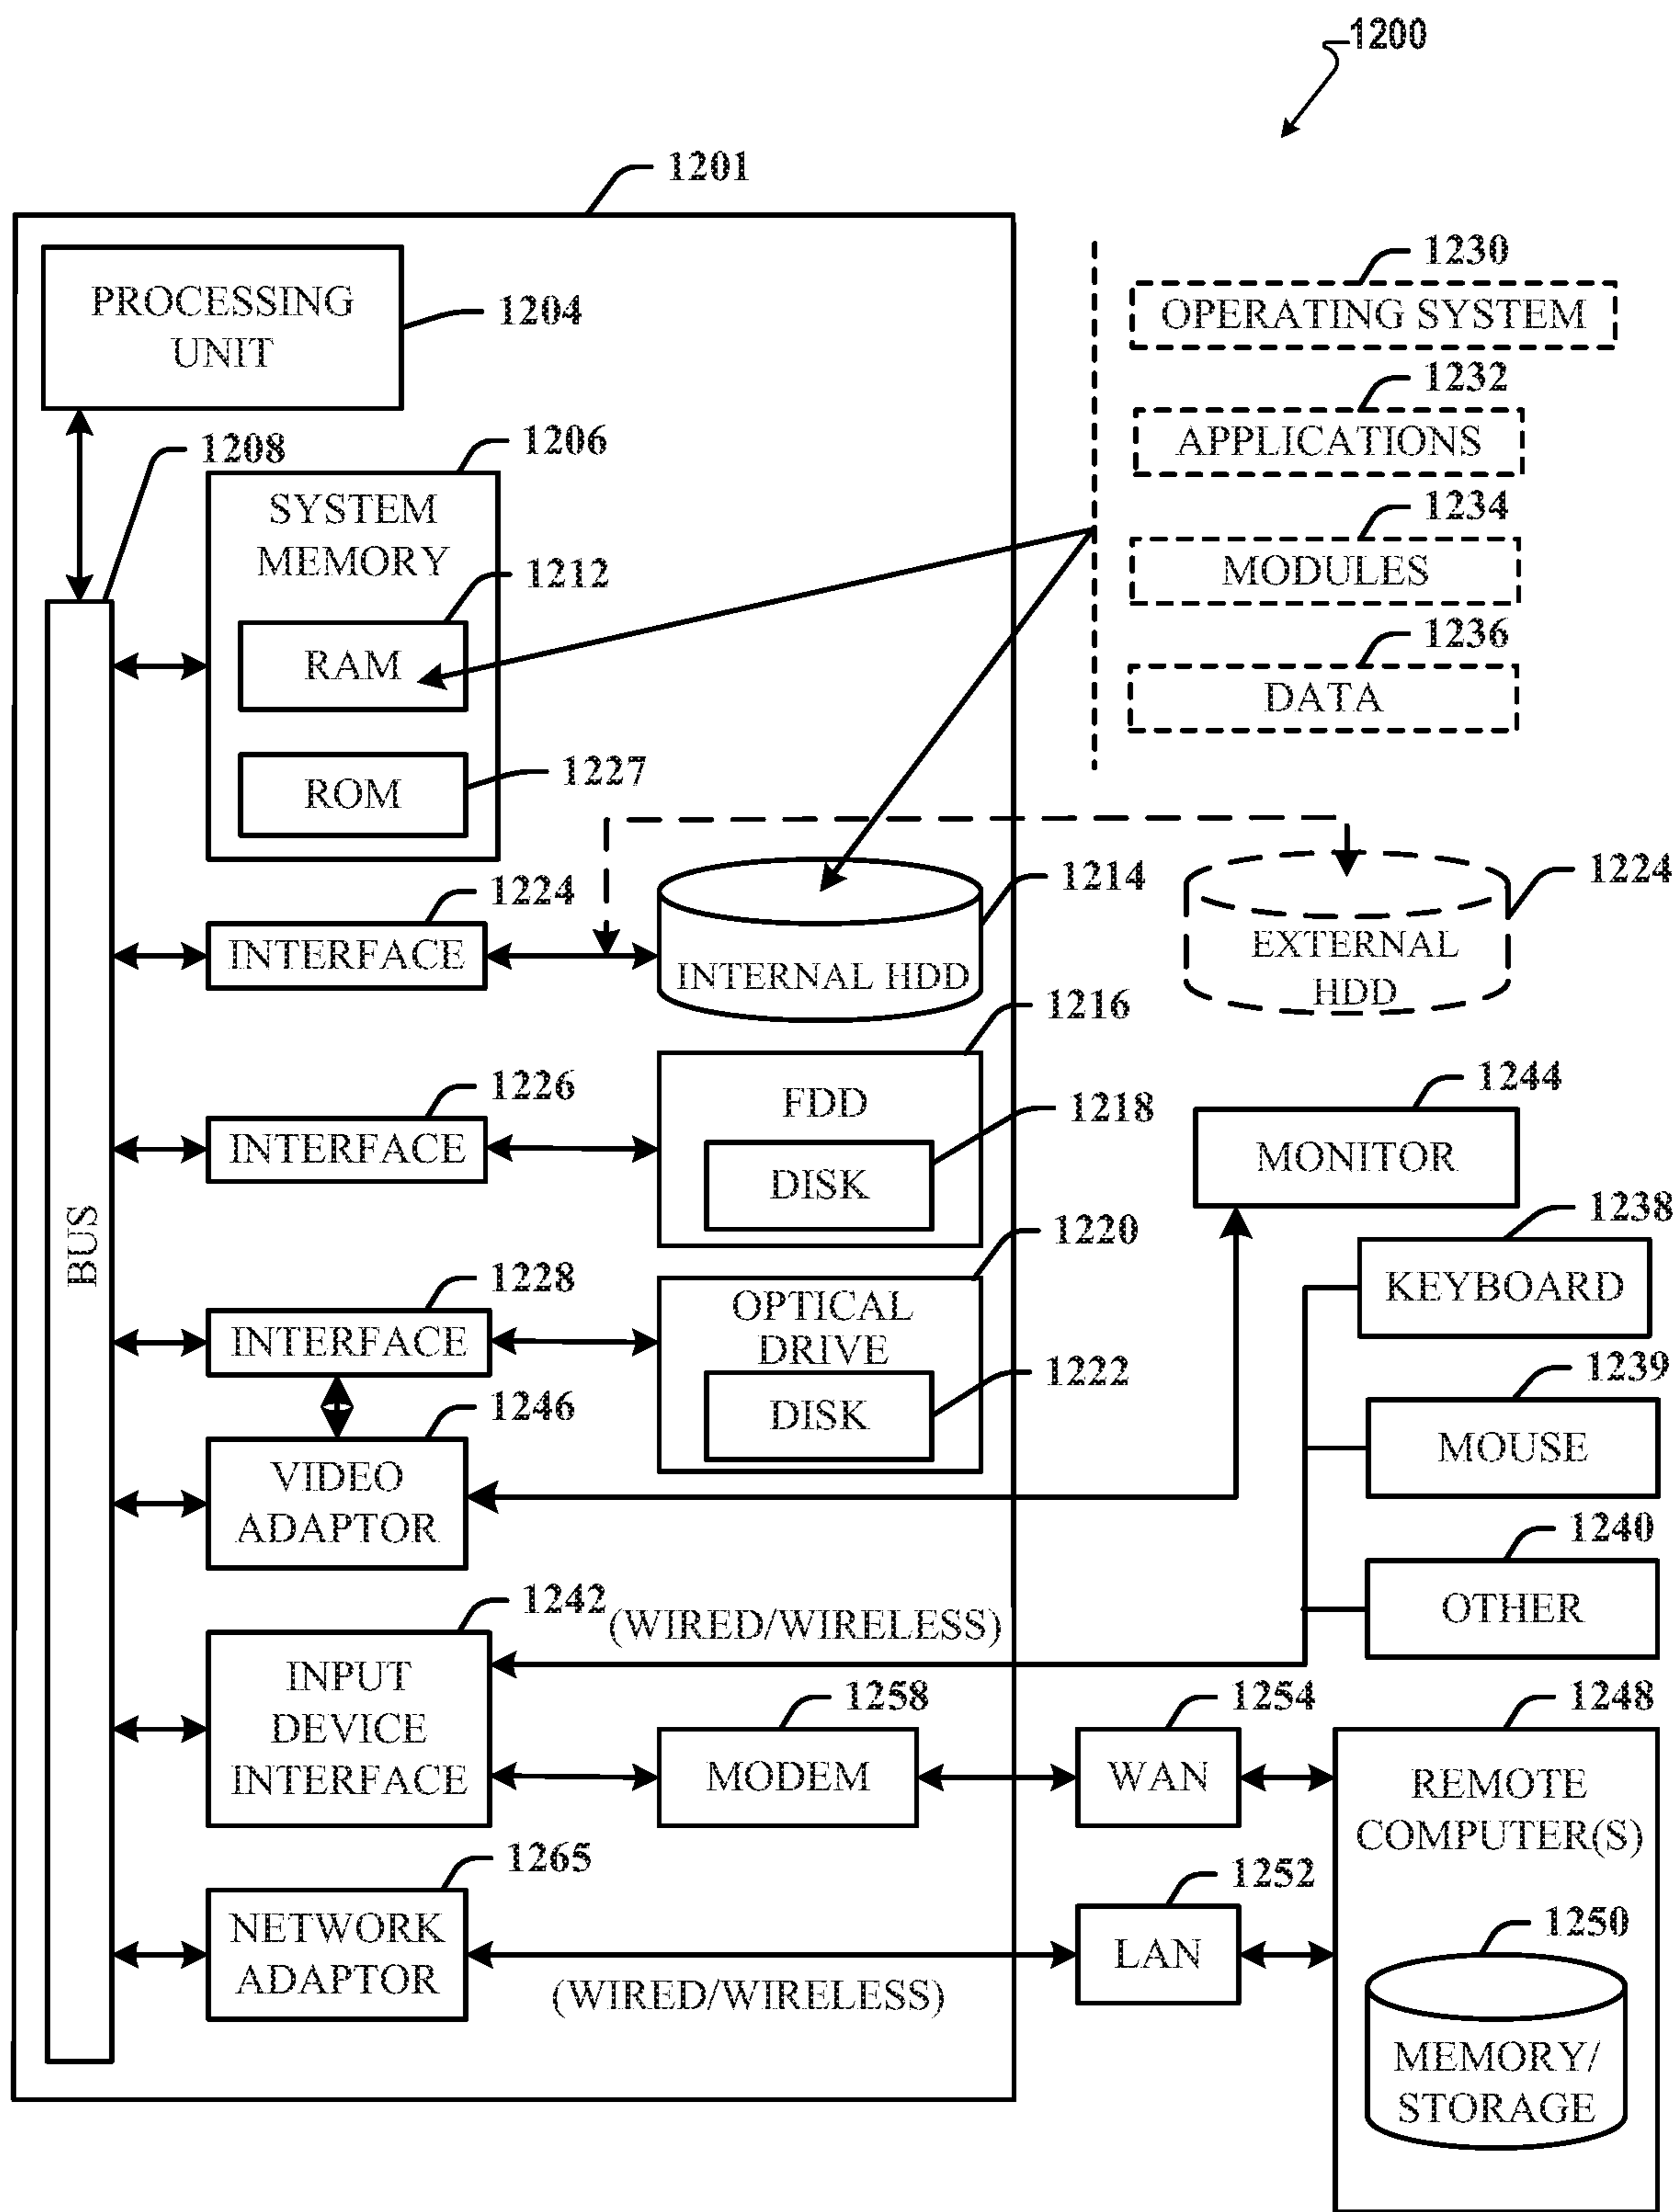 1200
1201
PROCESSING
UNIT
1204
1230
OPERATING SYSTEM
1232
APPLICATIONS
1234
MODULES
1236
DATA
1208
1206
SYSTEM
MEMORY
1212
RAM
ROM
1227
BUS
1224
INTERFACE
1214
INTERNAL HDD
1224
EXTERNAL
HDD
1226
INTERFACE
1216
FDD
1218
DISK
1244
MONITOR
1228
INTERFACE
1220
OPTICAL
DRIVE
1222
DISK
1238
KEYBOARD
1239
MOUSE
1240
OTHER
1246
VIDEO
ADAPTOR
1242
(WIRED/WIRELESS)
INPUT
DEVICE
INTERFACE
1258
MODEM
1254
WAN
1248
REMOTE
COMPUTER(S)
1265
NETWORK
ADAPTOR
(WIRED/WIRELESS)
1252
LAN
1250
MEMORY/
STORAGE